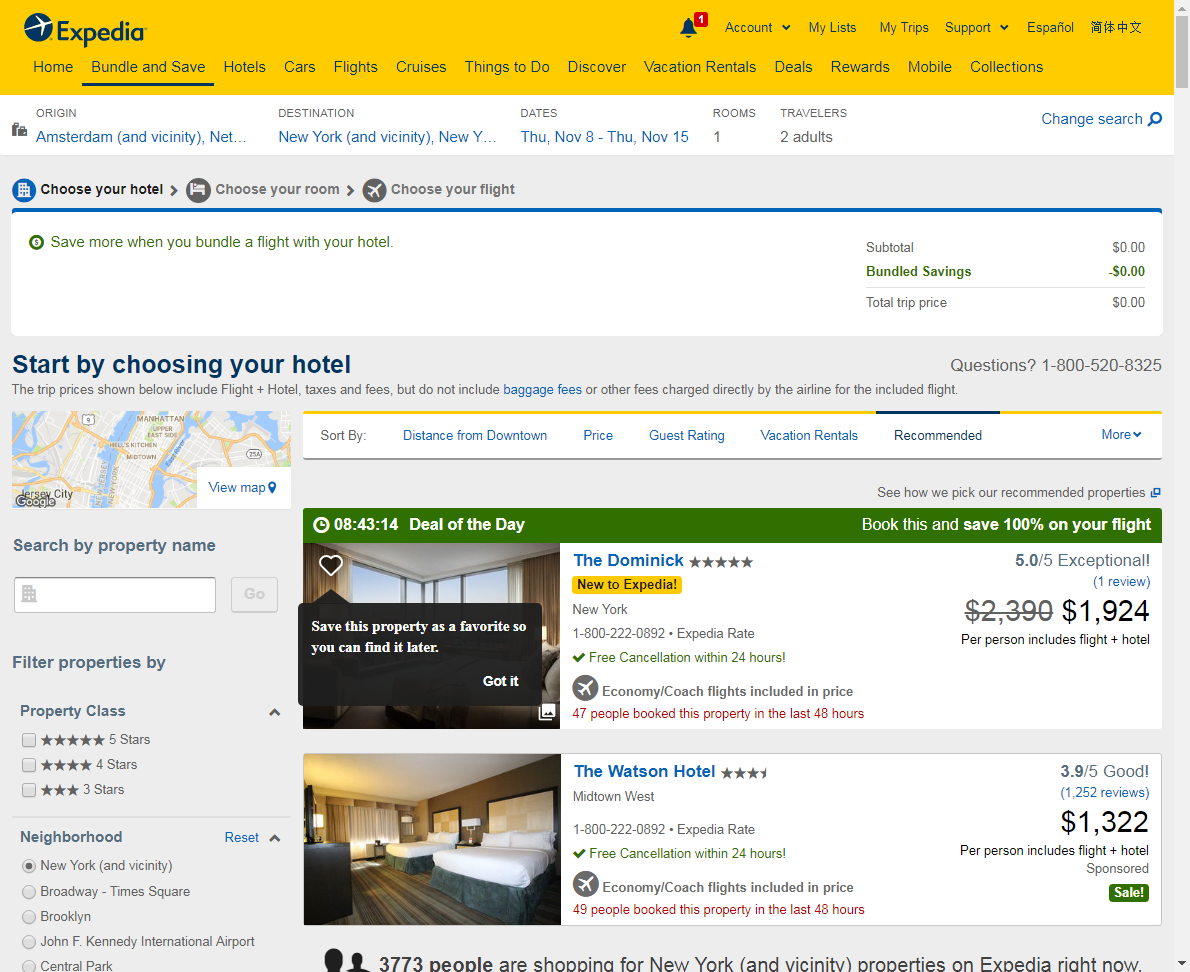 Expedia
1
Account
My Lists
My Trips
Support
Español
简体中文
Home
Bundle and Save
Hotels
Cars
Flights
Cruises
Things to Do
Discover
Vacation Rentals
Deals
Rewards
Mobile
Collections
ORIGIN
Amsterdam (and vicinity), Net...
DESTINATION
New York (and vicinity), New Y...
DATES
Thu, Nov 8 - Thu, Nov 15
ROOMS
1
TRAVELERS
2 adults
Change search
Choose your hotel
Choose your room
Choose your flight
Save more when you bundle a flight with your hotel.
Subtotal $0.00
Bundled Savings -$0.00
Total trip price $0.00
Start by choosing your hotel
Questions? 1-800-520-8325
The trip prices shown below include Flight + Hotel, taxes and fees, but do not include baggage fees or other fees charged directly by the airline for the included flight.
9
MANHATTAN
UPPER
EAST SIDE
HELL'S KITCHEN
MIDTOWN
25A
East River
NEW JERSEY
NEW YORK
Jersey City
Google
View map
Sort By:
Distance from Downtown
Price
Guest Rating
Vacation Rentals
Recommended
More
See how we pick our recommended properties
Search by property name
Go
Filter properties by
Property Class
5 Stars
4 Stars
3 Stars
Neighborhood
Reset
New York (and vicinity)
Broadway - Times Square
Brooklyn
John F. Kennedy International Airport
Central Park
08:43:14 Deal of the Day
Book this and save 100% on your flight
Save this property as a favorite so
you can find it later.
Got it
The Dominick
New to Expedia!
New York
1-800-222-0892 • Expedia Rate
Free Cancellation within 24 hours!
Economy/Coach flights included in price
47 people booked this property in the last 48 hours
5.0/5 Exceptional!
(1 review)
$2,390 $1,924
Per person includes flight + hotel
The Watson Hotel
Midtown West
1-800-222-0892 • Expedia Rate
Free Cancellation within 24 hours!
Economy/Coach flights included in price
49 people booked this property in the last 48 hours
3.9/5 Good!
(1,252 reviews)
$1,322
Per person includes flight + hotel
Sponsored
Sale!
3773 people are shopping for New York (and vicinity) properties on Expedia right now.